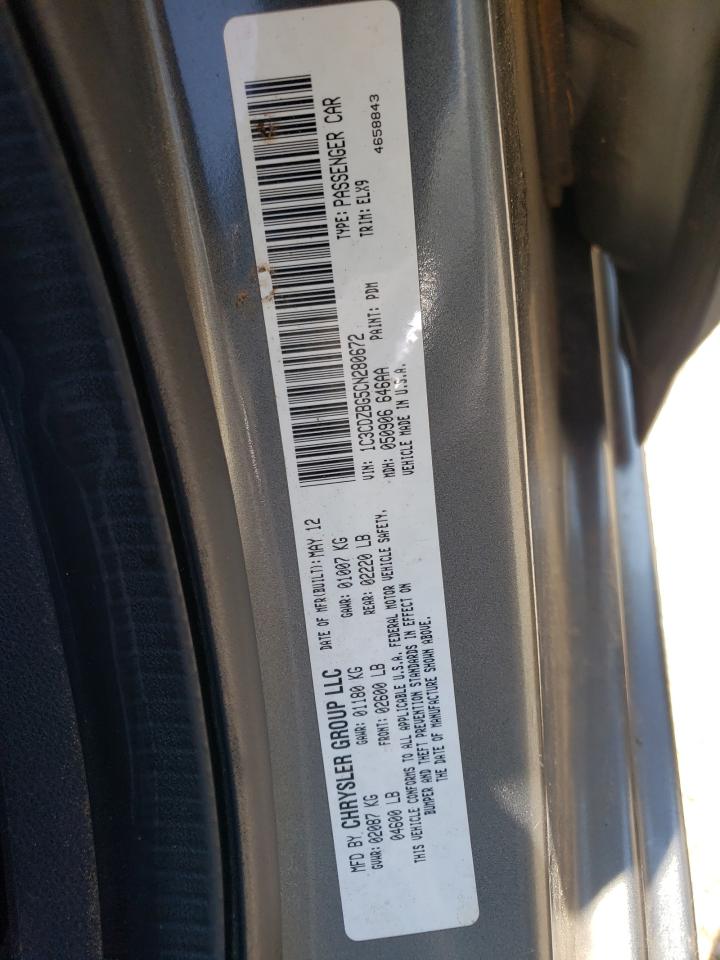 MFD BY CHRYSLER GROUP LLC
DATE OF MFR(BUILT): MAY 12
GVWR: 02087 KG
GAWR: 01180 KG
GAWR: 01007 KG
04600 LB
FRONT: 02600 LB
REAR: 02220 LB
THIS VEHICLE CONFORMS TO ALL APPLICABLE U.S.A. FEDERAL MOTOR VEHICLE SAFETY,
BUMPER AND THEFT PREVENTION STANDARDS IN EFFECT ON
THE DATE OF MANUFACTURE SHOWN ABOVE.
VIN: 1C3CDZBG5CN280672
TYPE: PASSENGER CAR
MDH: 050906 646AA
PAINT: PDM
TRIM: ELX9
VEHICLE MADE IN U.S.A.
4658843